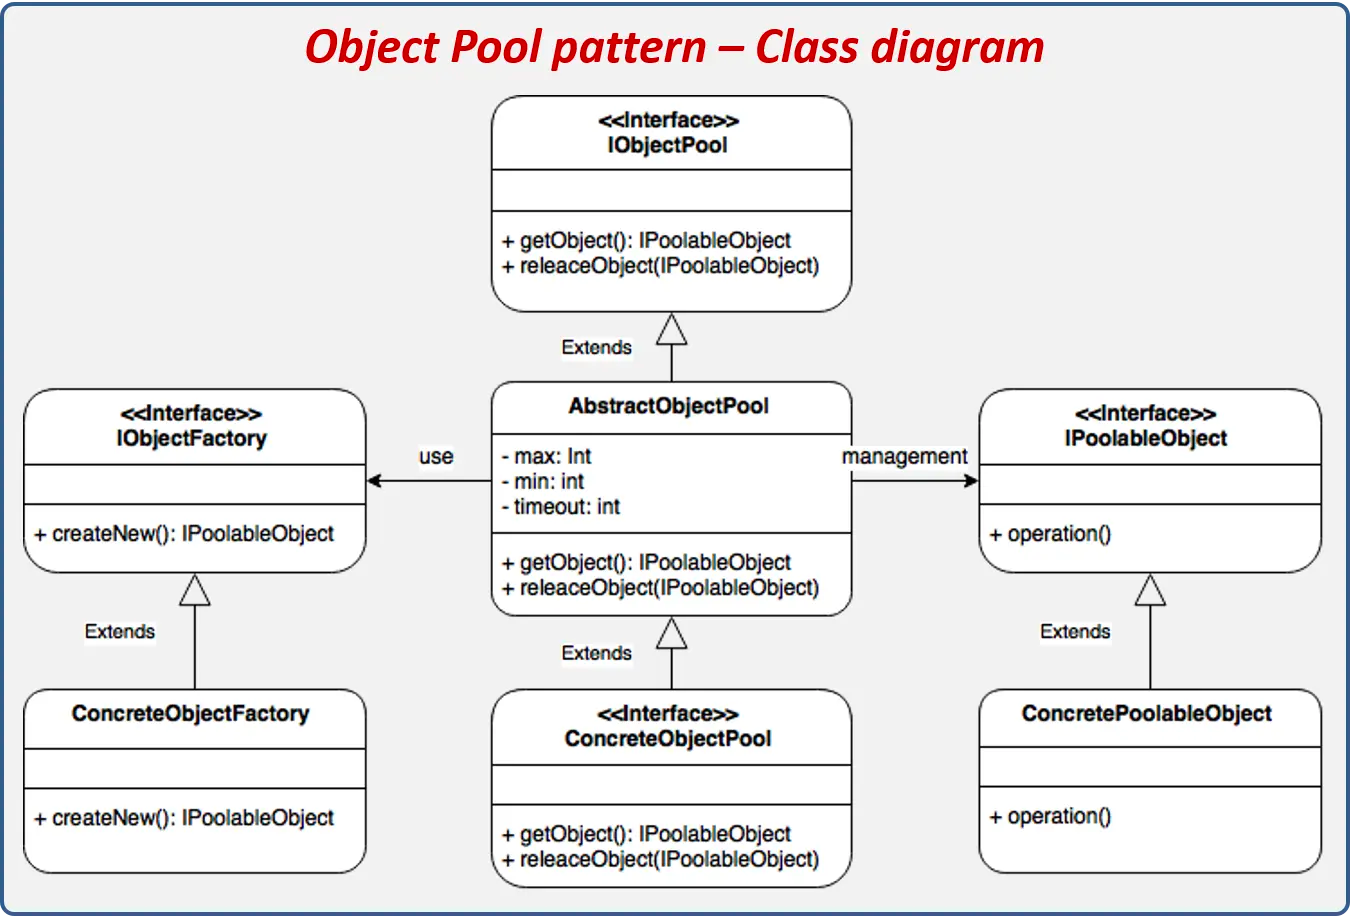 Object Pool pattern – Class diagram
<<Interface>>
IObjectPool
+ getObject(): IPoolableObject
+ releaceObject(IPoolableObject)
Extends
<<Interface>>
IObjectFactory
+ createNew(): IPoolableObject
use
AbstractObjectPool
- max: Int
- min: int
- timeout: int
+ getObject(): IPoolableObject
+ releaceObject(IPoolableObject)
management
<<Interface>>
IPoolableObject
+ operation()
Extends
Extends
Extends
ConcreteObjectFactory
+ createNew(): IPoolableObject
<<Interface>>
ConcreteObjectPool
+ getObject(): IPoolableObject
+ releaceObject(IPoolableObject)
ConcretePoolableObject
+ operation()